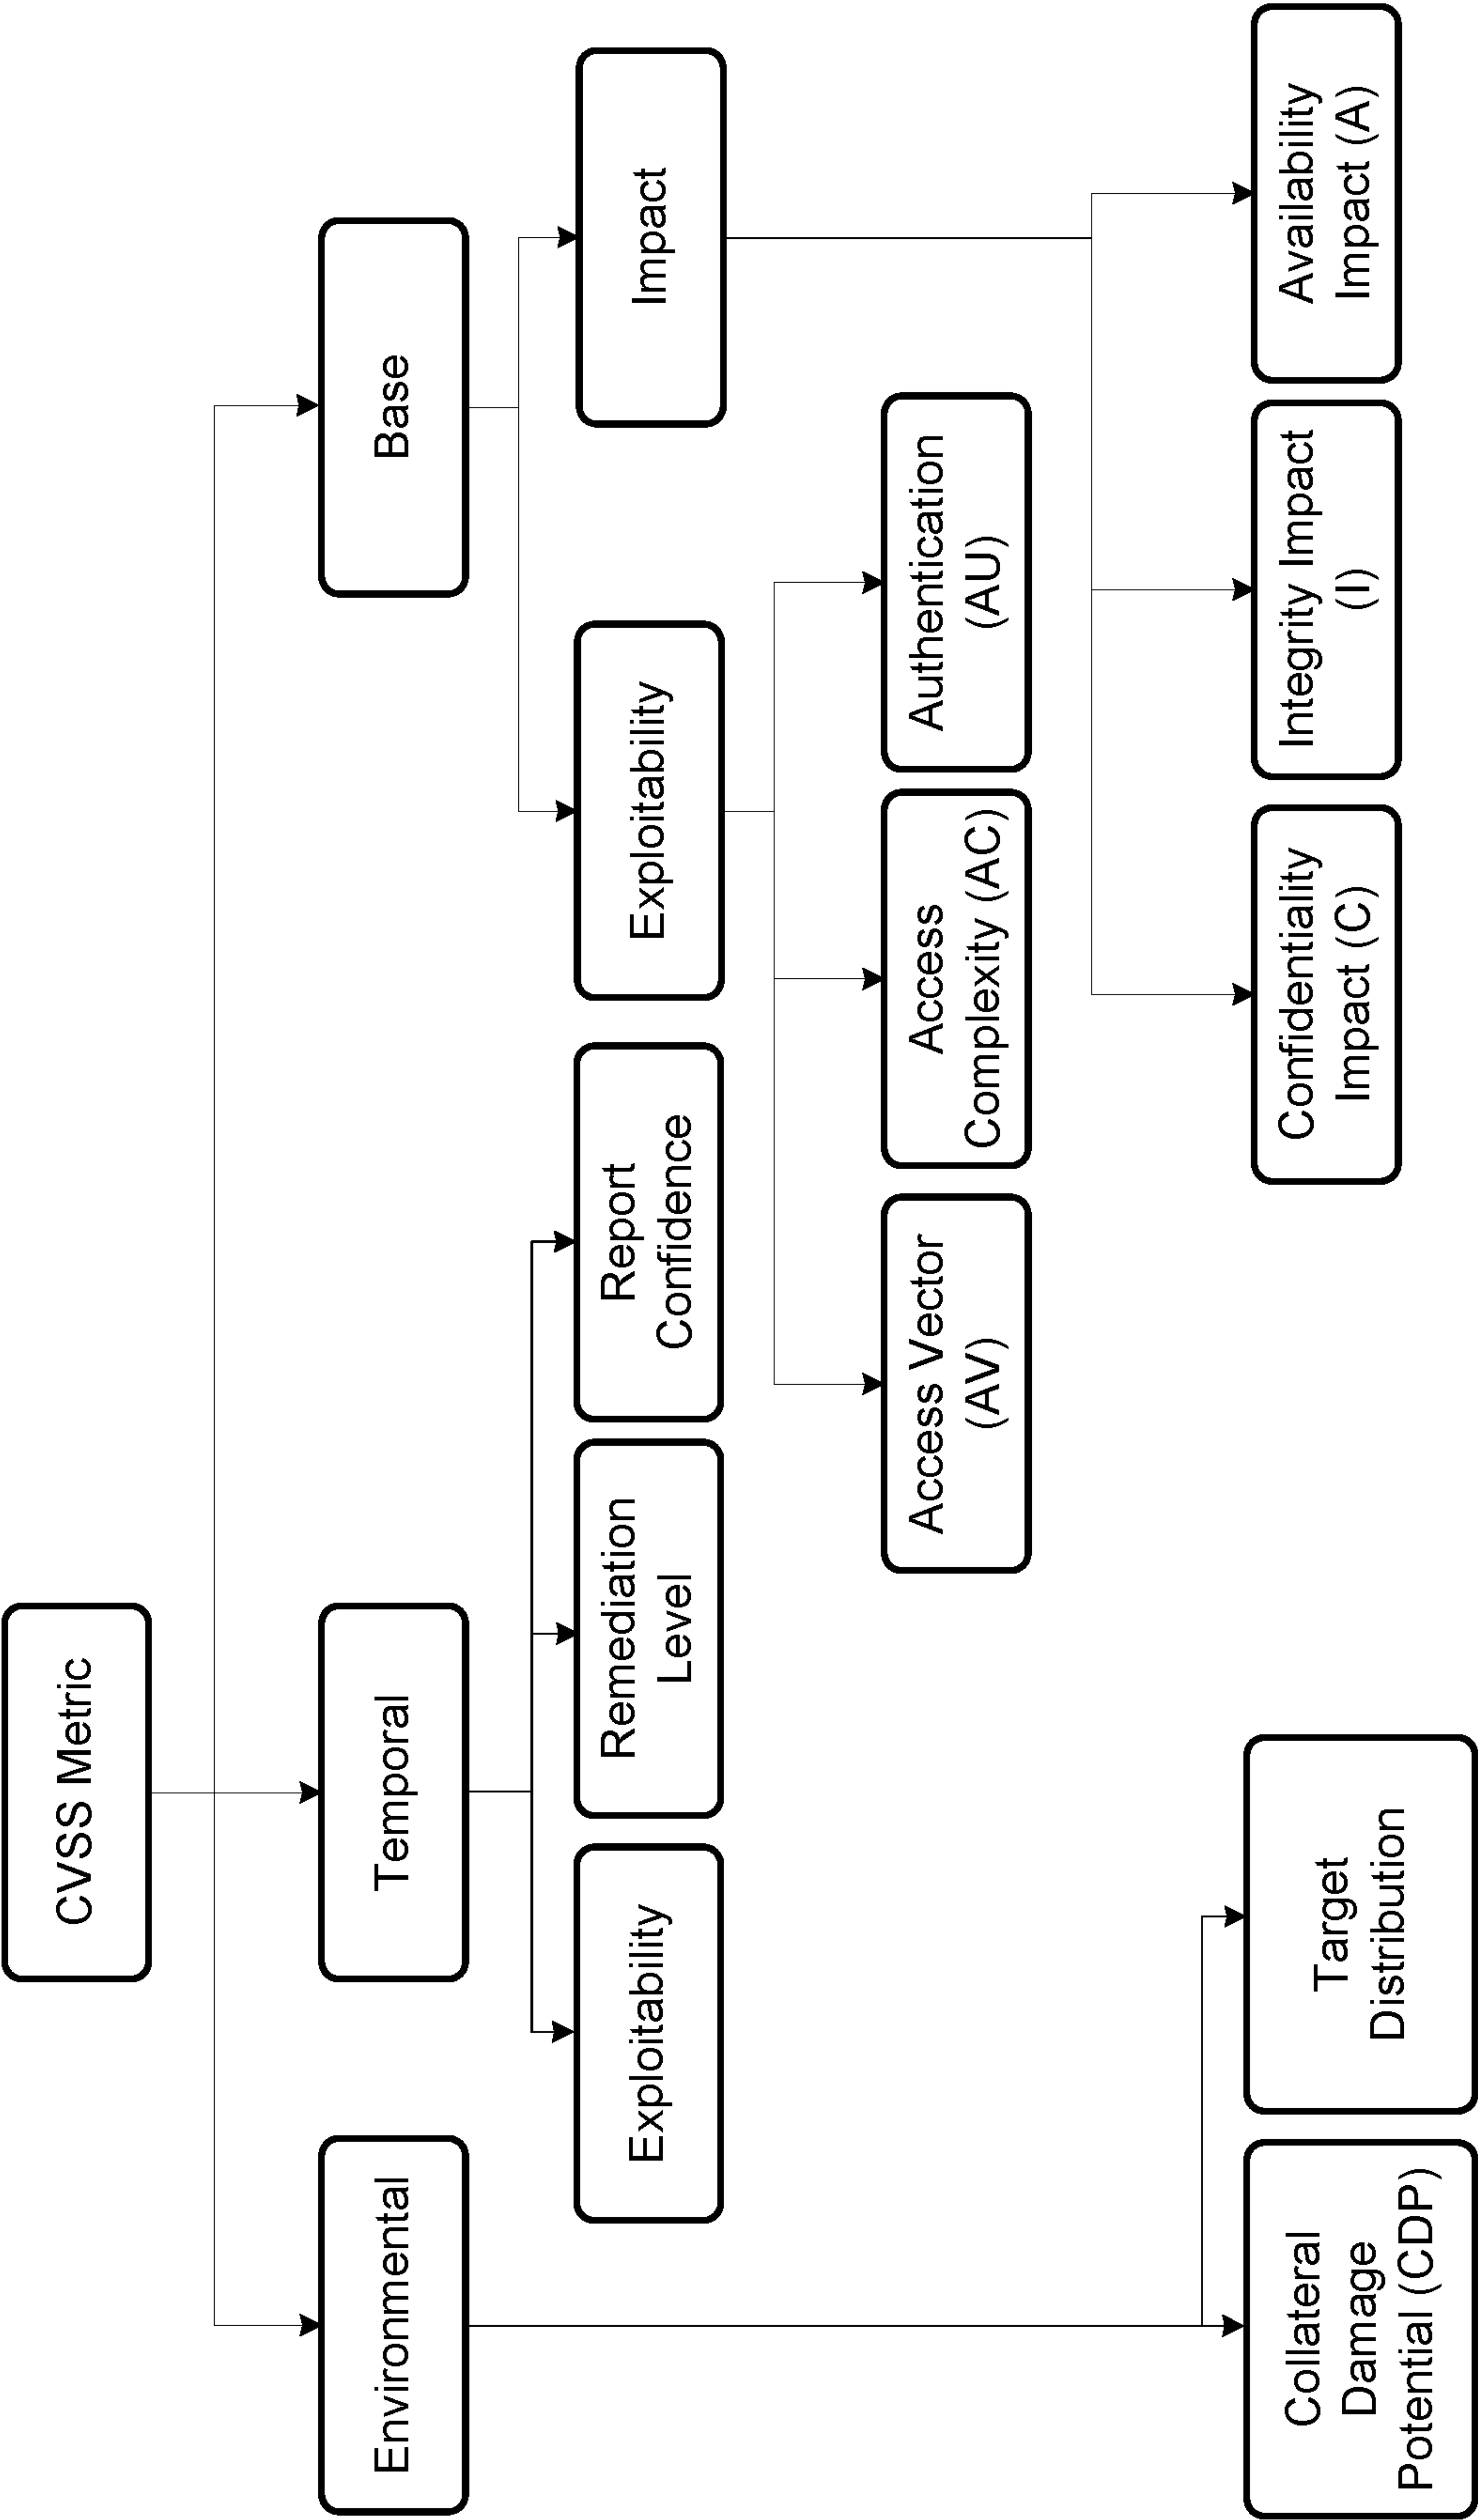 CVSS Metric
Environmental
Temporal
Base
Exploitability
Remediation
Level
Report
Confidence
Exploitability
Impact
Access Vector
(AV)
Access
Complexity (AC)
Authentication
(AU)
Collateral
Damage
Potential (CDP)
Target
Distribution
Confidentiality
Impact (C)
Integrity Impact
(I)
Availability
Impact (A)